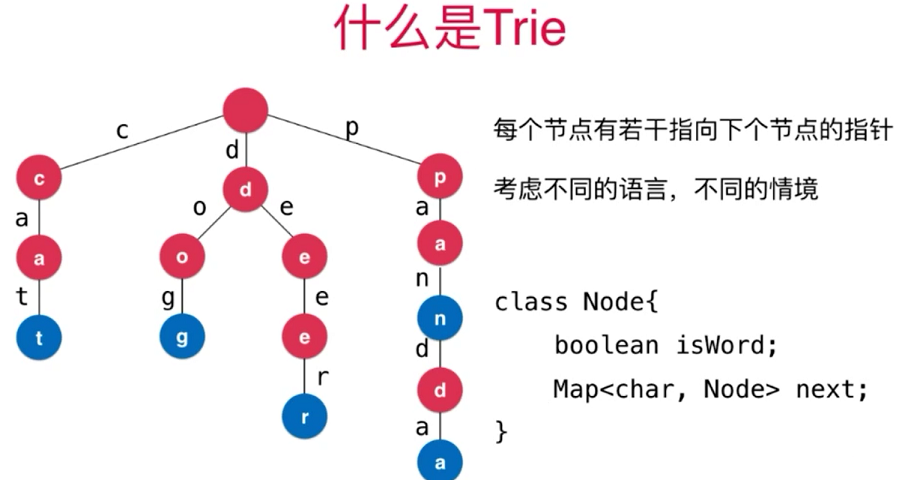 什么是Trie
c
d
p
c
d
p
a
o
e
a
a
o
e
a
t
g
e
n
t
g
e
n
r
d
r
d
a
a
每个节点有若干指向下个节点的指针
考虑不同的语言，不同的情境
class Node{
boolean isWord;
Map<char, Node> next;
}